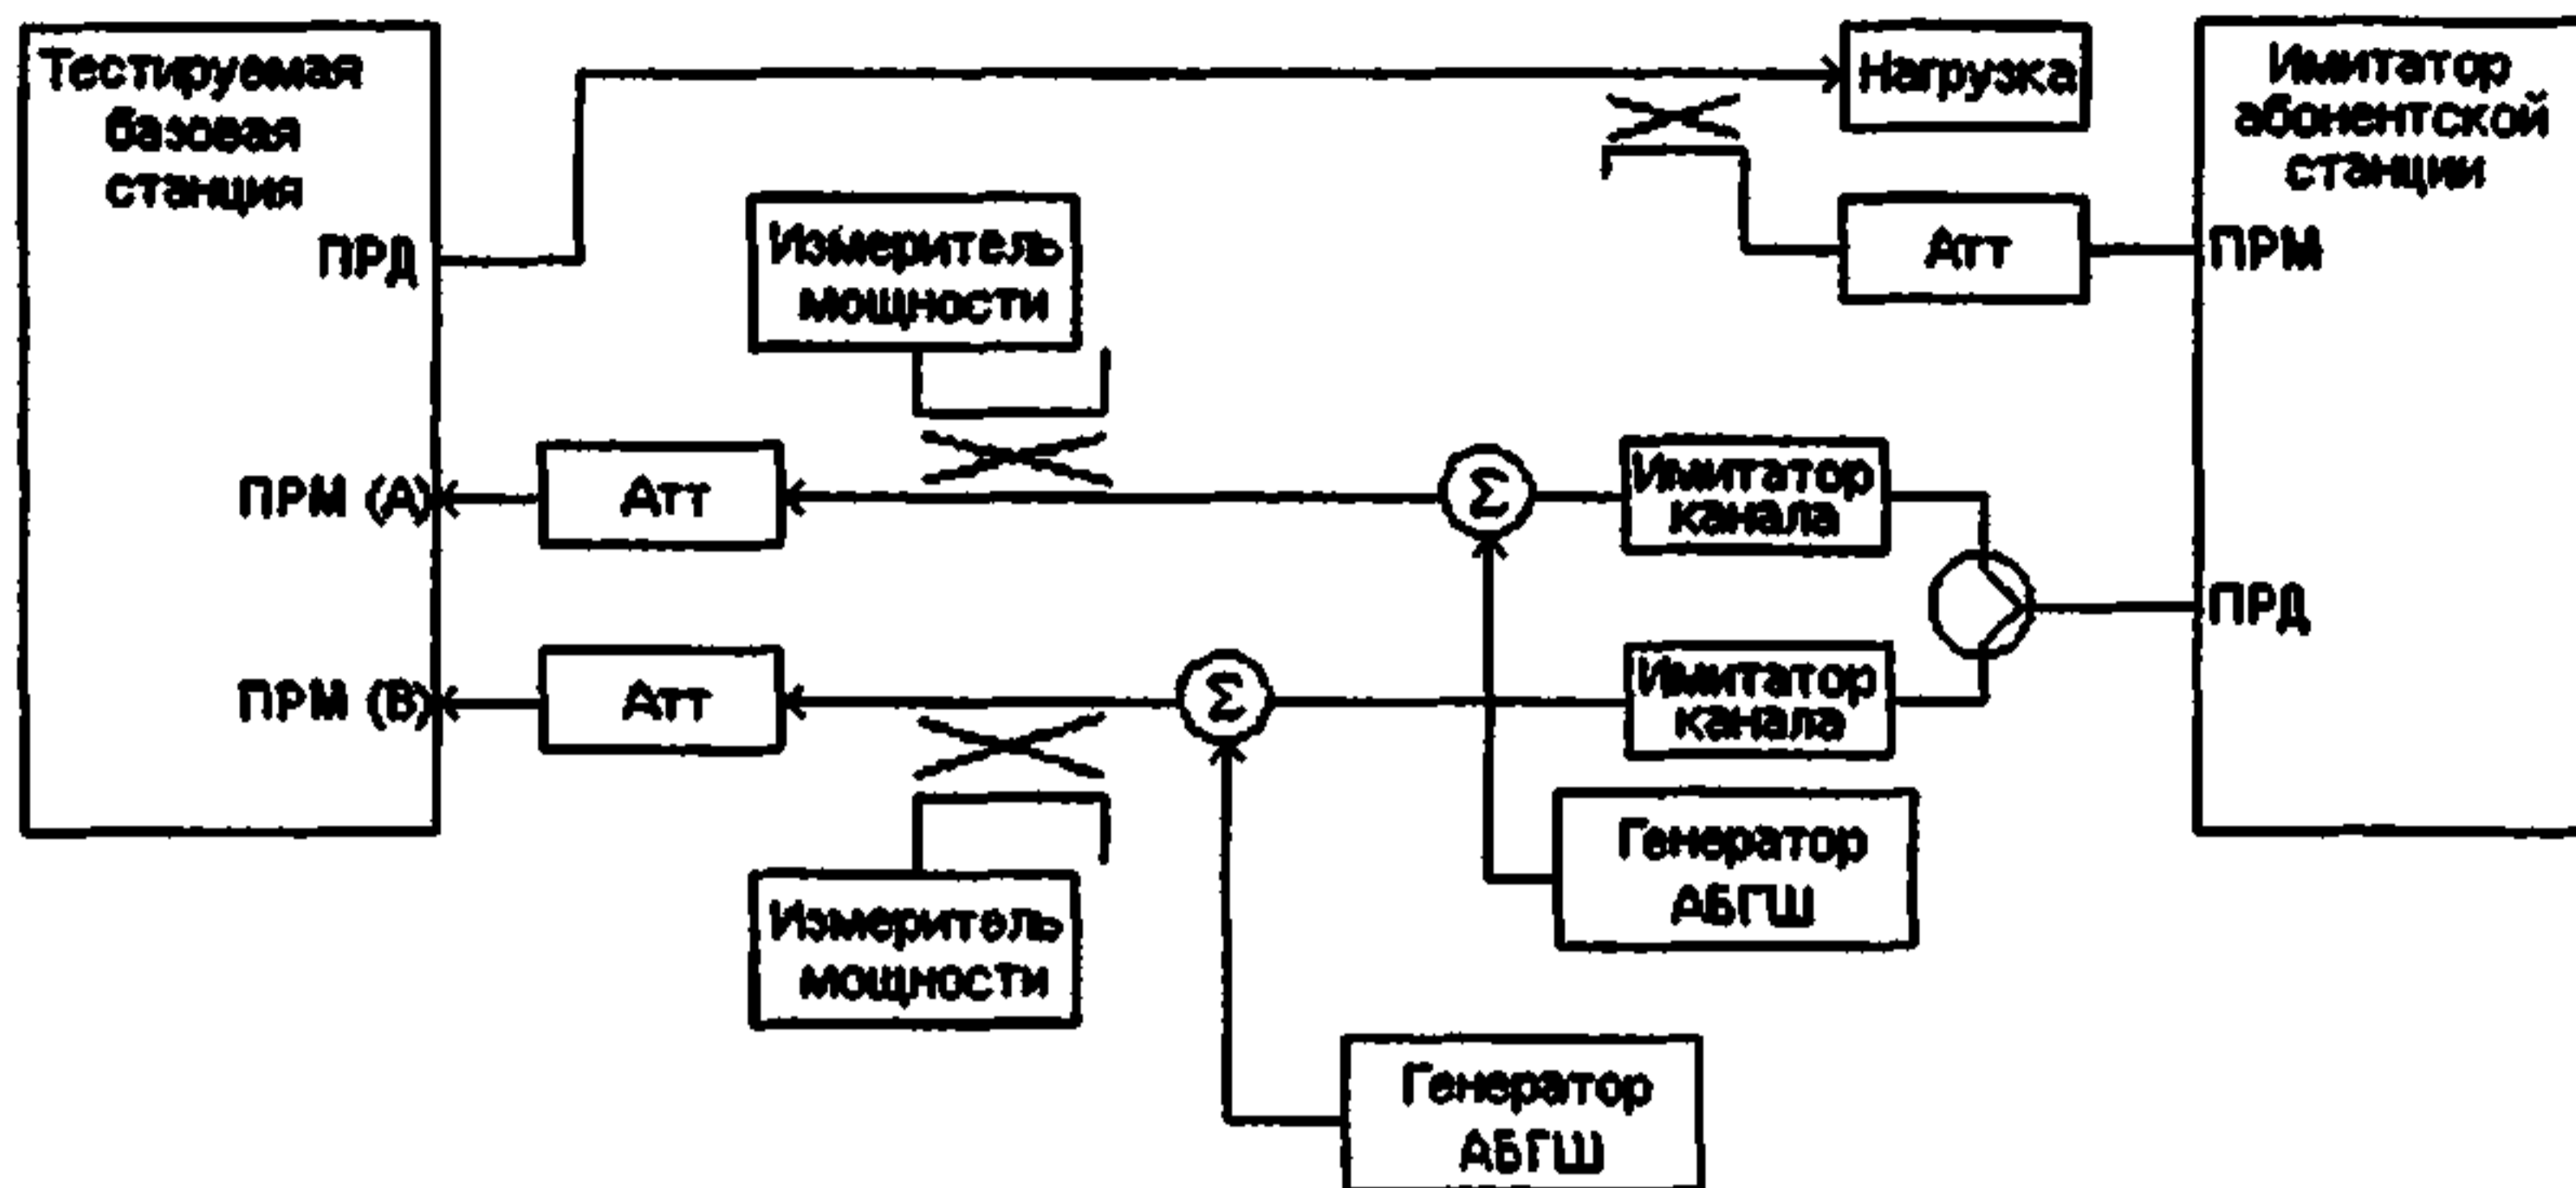 Тестируемая
базовая
станция
ПРД
ПРМ (А)
ПРМ (В)
Измеритель
мощности
Атт
Атт
Измеритель
мощности
Нагрузка
Атт
Σ
Σ
Имитатор
канала
Имитатор
канала
Генератор
АБГШ
Генератор
АБГШ
Имитатор
абонентской
станции
ПРМ
ПРД